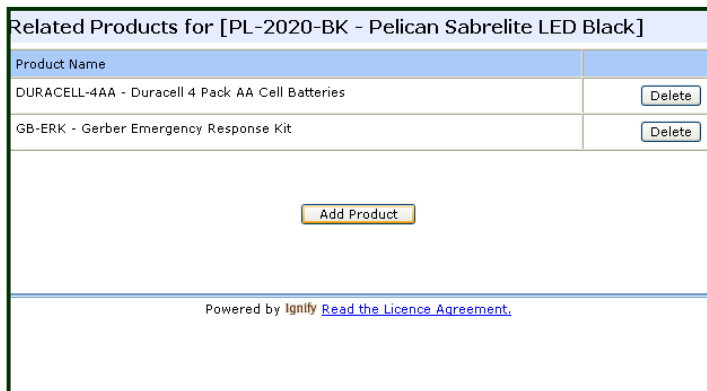 Related Products for [PL-2020-BK - Pelican Sabrelite LED Black]
Product Name
DURACELL-4AA - Duracell 4 Pack AA Cell Batteries Delete
GB-ERK - Gerber Emergency Response Kit Delete
Add Product
Powered by Ignify Read the Licence Agreement.